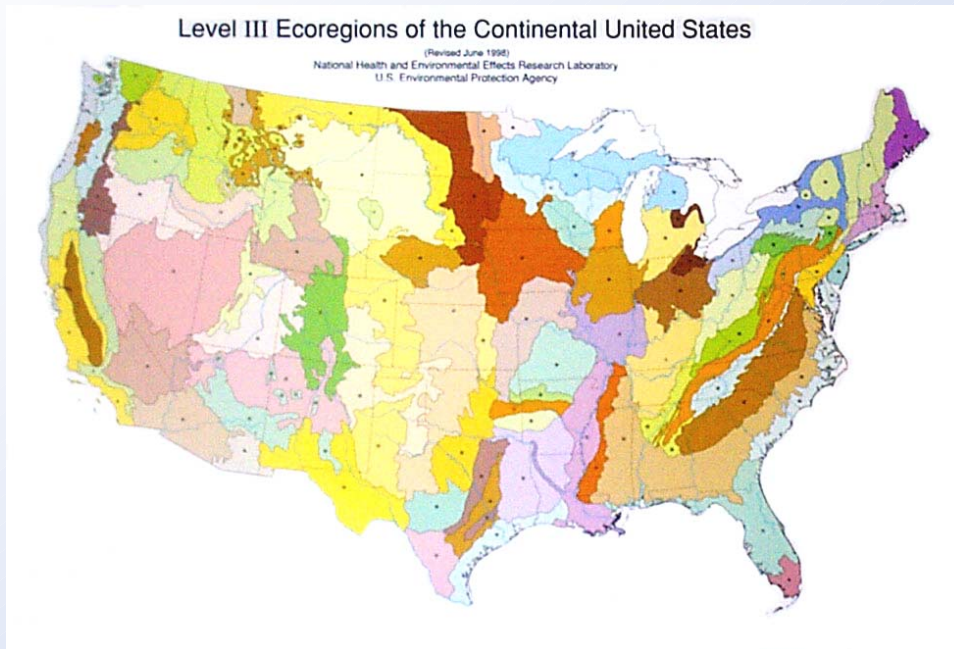 Level III Ecoregions of the Continental United States
(Revised June 1998)
National Health and Environmental Effects Research Laboratory
U.S. Environmental Protection Agency